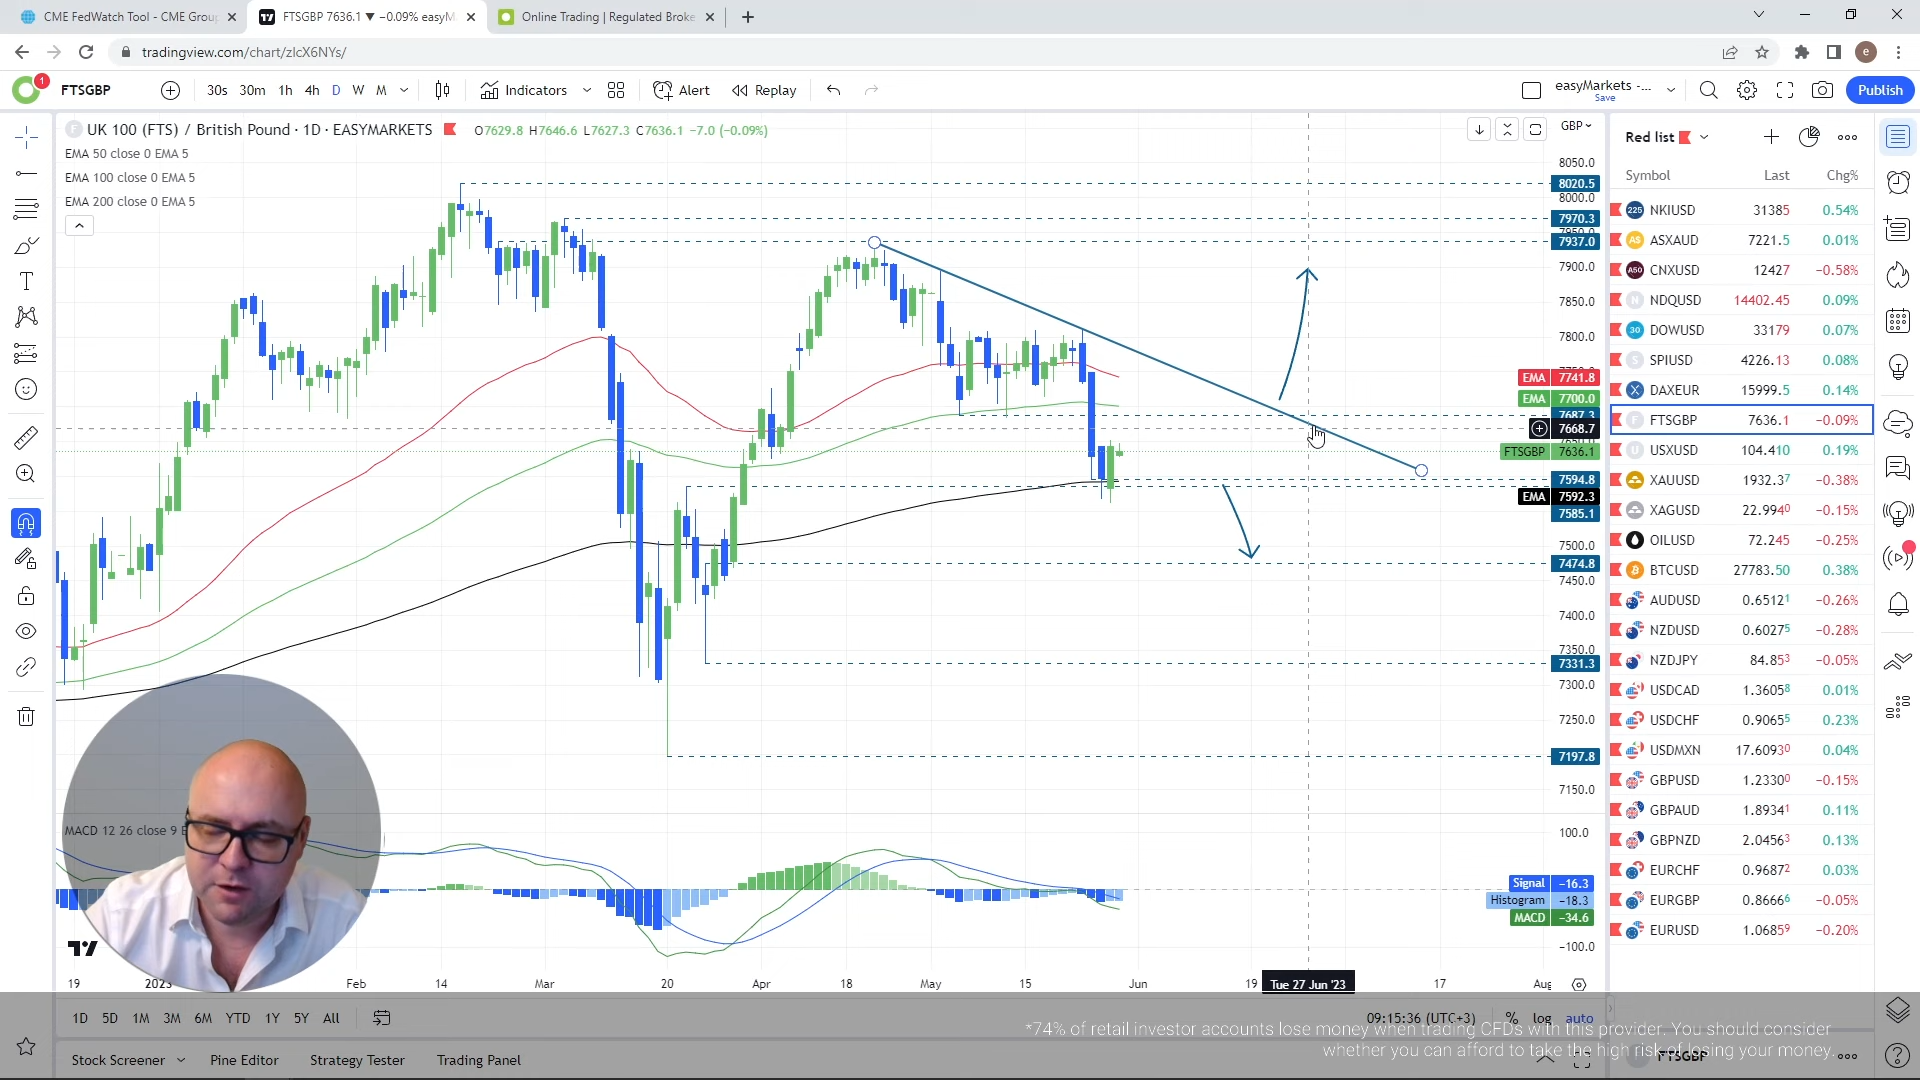 CME FedWatch Tool - CME Group
FTSGBP 7636.1 ▼ −0.09% easyM
Online Trading | Regulated Broke
tradingview.com/chart/zlcX6NYs/
e
1
FTSGBP
30s 30m 1h 4h D W M
Indicators
Alert
Replay
easyMarkets -...
Save
Publish
UK 100 (FTS) / British Pound · 1D · EASYMARKETS
O7629.8 H7646.6 L7627.3 C7636.1 −7.0 (−0.09%)
EMA 50 close 0 EMA 5
EMA 100 close 0 EMA 5
EMA 200 close 0 EMA 5
GBP
8050.0
8020.5
8000.0
7970.3
7937.0
7900.0
7850.0
7800.0
EMA 7741.8
EMA 7700.0
7687.3
7668.7
FTSGBP 7636.1
7594.8
EMA 7592.3
7585.1
7500.0
7474.8
7450.0
7400.0
7350.0
7331.3
7300.0
7250.0
7197.8
7150.0
MACD 12 26 close 9 E
100.0
Signal −16.3
Histogram −18.3
MACD −34.6
−100.0
19 2023 Feb 14 Mar 20 Apr 18 May 15 Jun 19 Tue 27 Jun '23 17 Aug
1D 5D 1M 3M 6M YTD 1Y 5Y All
09:15:36 (UTC+3) % log auto
Stock Screener Pine Editor Strategy Tester Trading Panel
*74% of retail investor accounts lose money when trading CFDs with this provider. You should consider
whether you can afford to take the high risk of losing your money.
FTSGBP
Red list
Symbol Last Chg%
NKIUSD 31385 0.54%
ASXAUD 7221.5 0.01%
CNXUSD 12427 −0.58%
NDQUSD 14402.45 0.09%
DOWUSD 33179 0.07%
SPIUSD 4226.13 0.08%
DAXEUR 15999.5 0.14%
FTSGBP 7636.1 −0.09%
USXUSD 104.410 0.19%
XAUUSD 1932.37 −0.38%
XAGUSD 22.9940 −0.15%
OILUSD 72.245 −0.25%
BTCUSD 27783.50 0.38%
AUDUSD 0.65121 −0.26%
NZDUSD 0.60275 −0.28%
NZDJPY 84.853 −0.05%
USDCAD 1.36058 0.01%
USDCHF 0.90655 0.23%
USDMXN 17.60930 0.04%
GBPUSD 1.23300 −0.15%
GBPAUD 1.89341 0.11%
GBPNZD 2.04563 0.13%
EURCHF 0.96872 0.03%
EURGBP 0.86666 −0.05%
EURUSD 1.06859 −0.20%